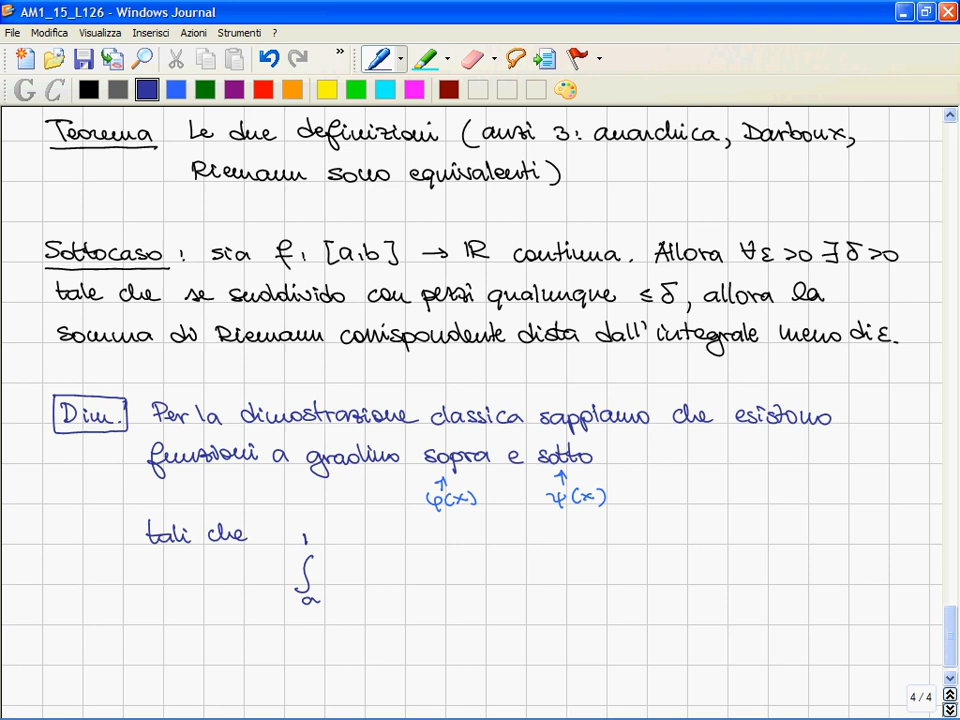 AM1_15_L126 - Windows Journal
File Modifica Visualizza Inserisci Azioni Strumenti ?
G C
Teorema Le due definizioni (anzi 3: anarchica, Darboux,
Riemann sono equivalenti)
Sottocaso: sia f: [a,b] → ℝ continua. Allora ∀ε>0 ∃δ>0
tale che se suddivido con pezzi qualunque ≤ δ, allora la
somma di Riemann corrispondente dista dall'integrale meno di ε.
Dim. Per la dimostrazione classica sappiamo che esistono
funzioni a gradino sopra e sotto
↑ ↑
φ(x) ψ(x)
tali che
∫
a
4 / 4